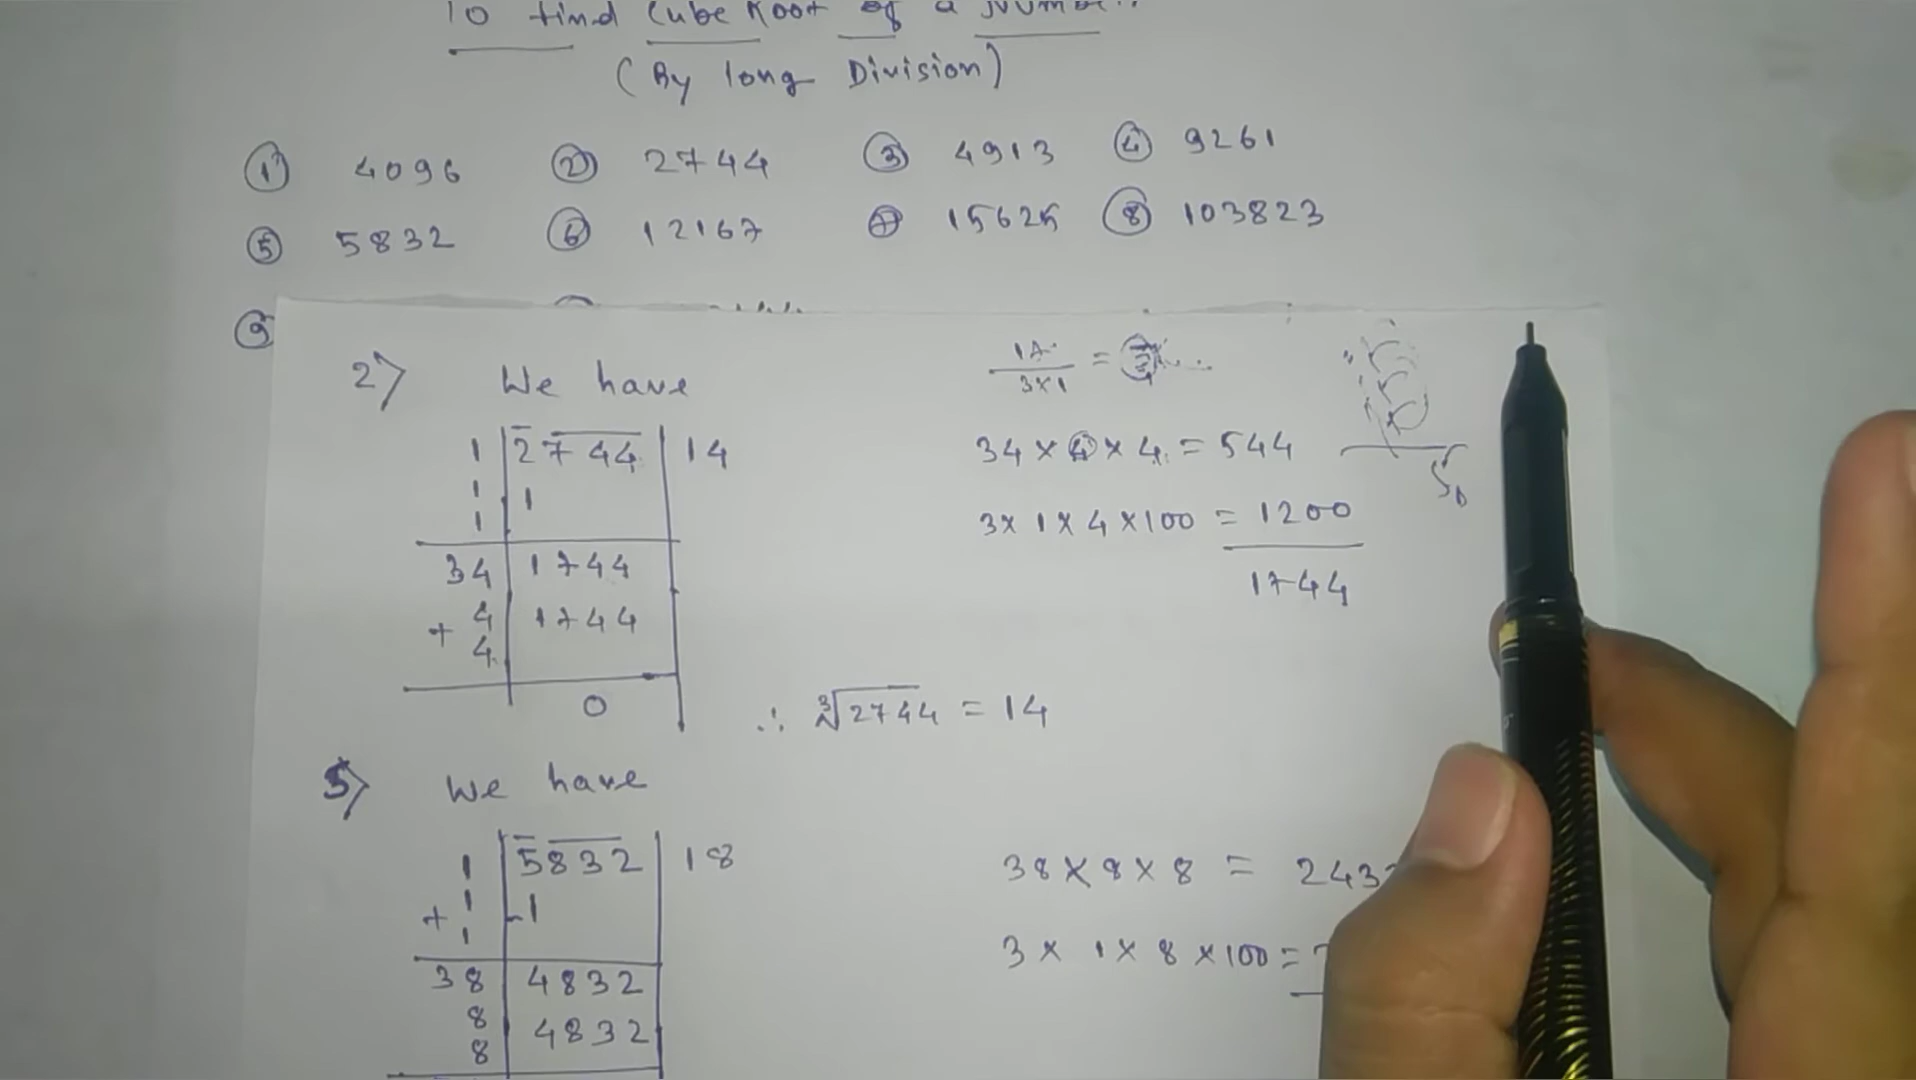 To find Cube Root of a Number
(By long Division)
① 4096 ② 2744 ③ 4913 ④ 9261
⑤ 5832 ⑥ 12167 ⑦ 15625 ⑧ 103823
⑨
2) We have
1 2744 14
1 1
1
34 1744
+ 4 1744
4
0
3×1 =
34 × 4 × 4 = 544
3 × 1 × 4 × 100 = 1200
1744
∴ ∛2744 = 14
5) We have
1 5832 18
+ 1 -1
1
38 4832
8 4832
8
38 × 8 × 8 = 243
3 × 1 × 8 × 100 =